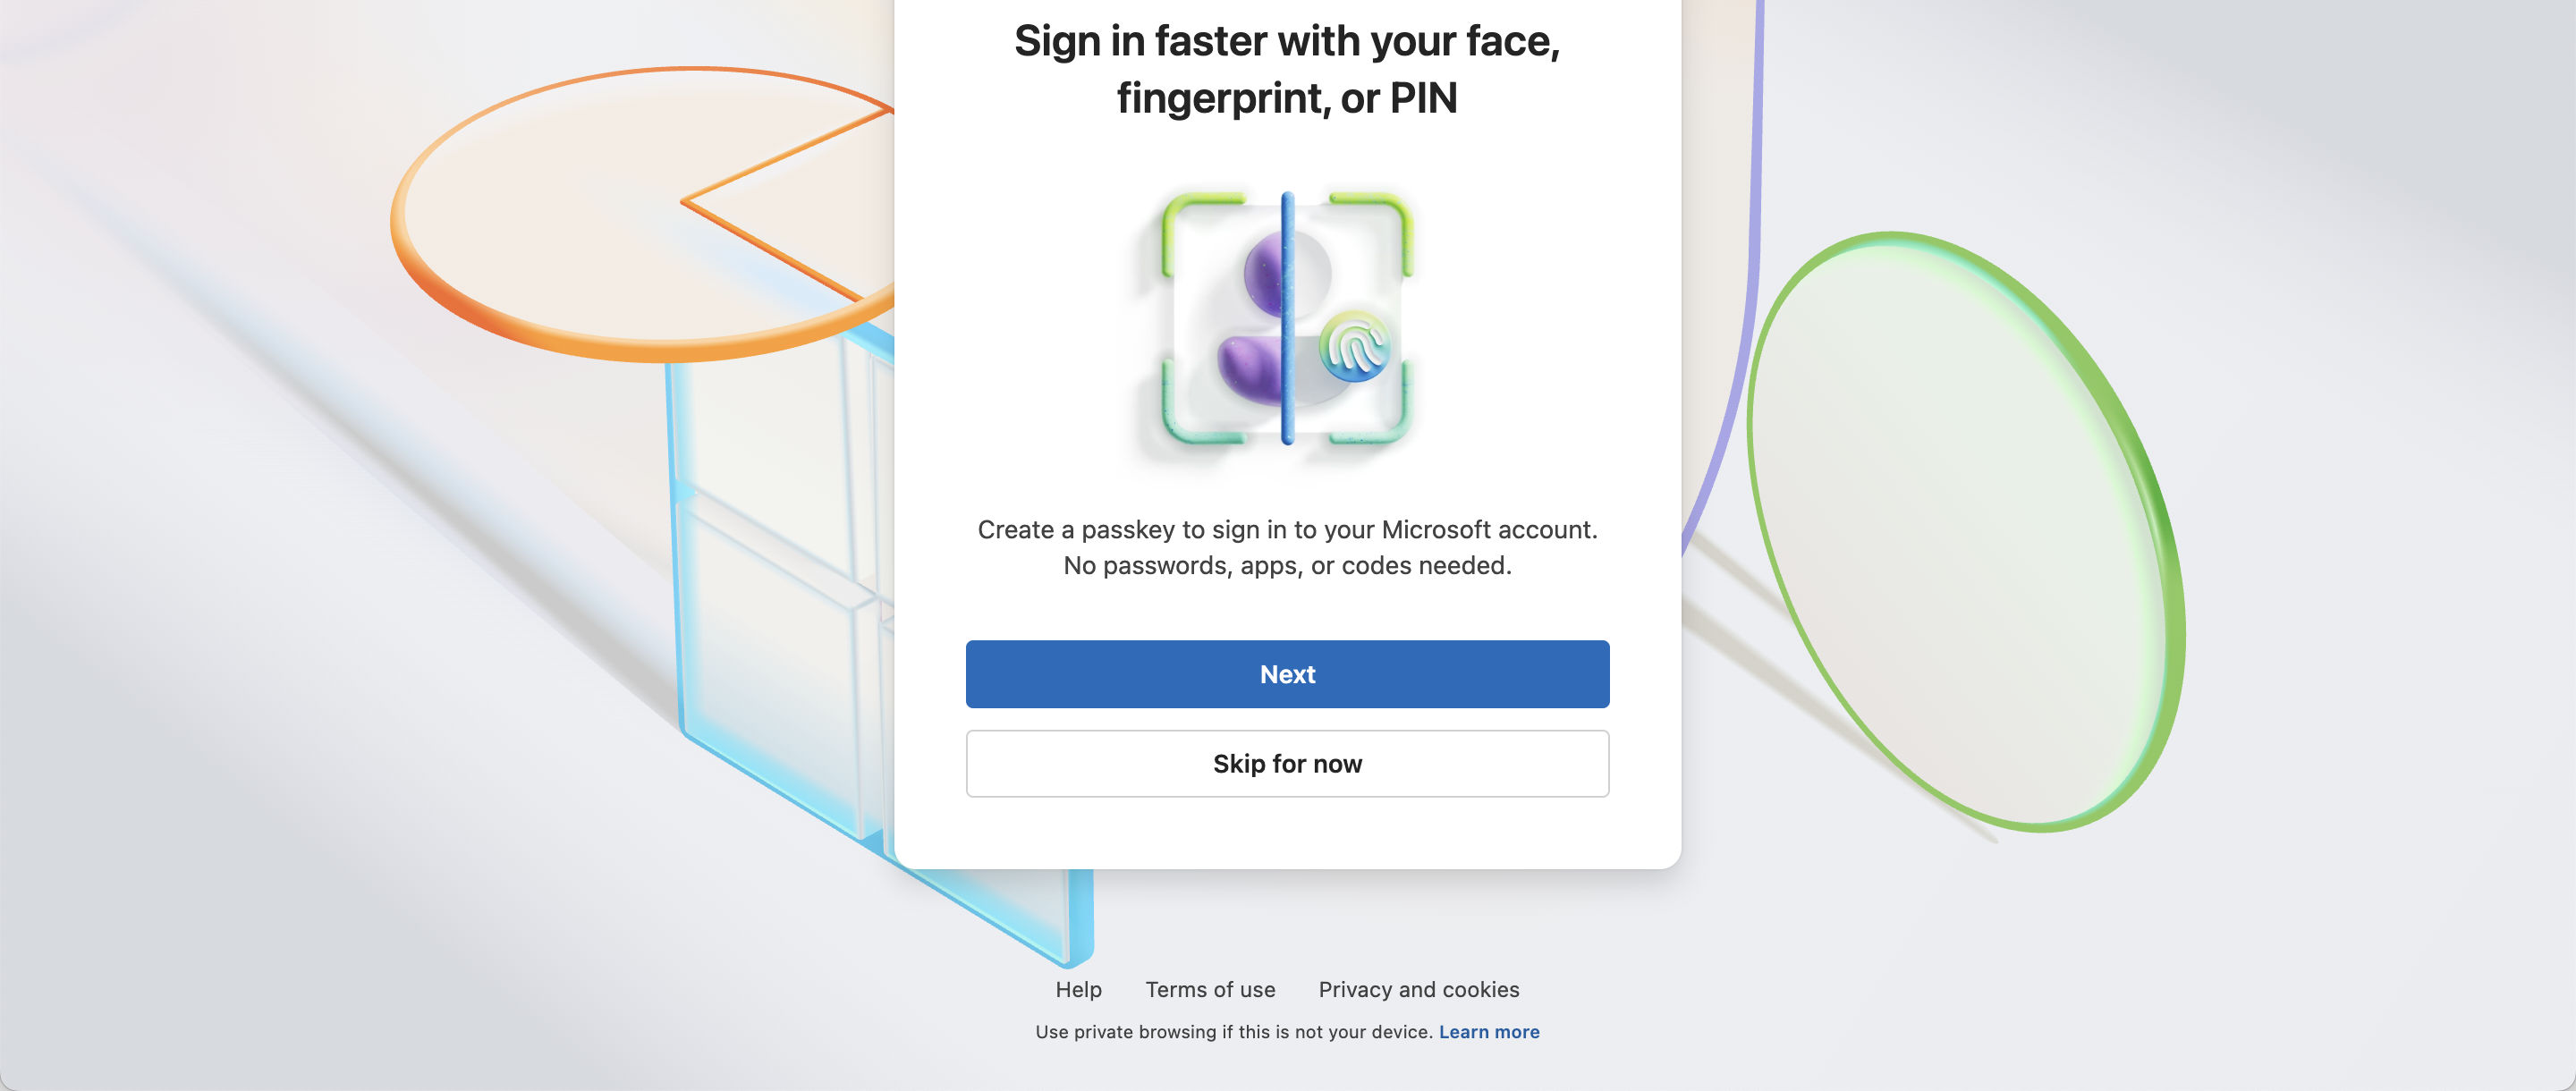 Sign in faster with your face,
fingerprint, or PIN
Create a passkey to sign in to your Microsoft account.
No passwords, apps, or codes needed.
Next
Skip for now
Help Terms of use Privacy and cookies
Use private browsing if this is not your device. Learn more